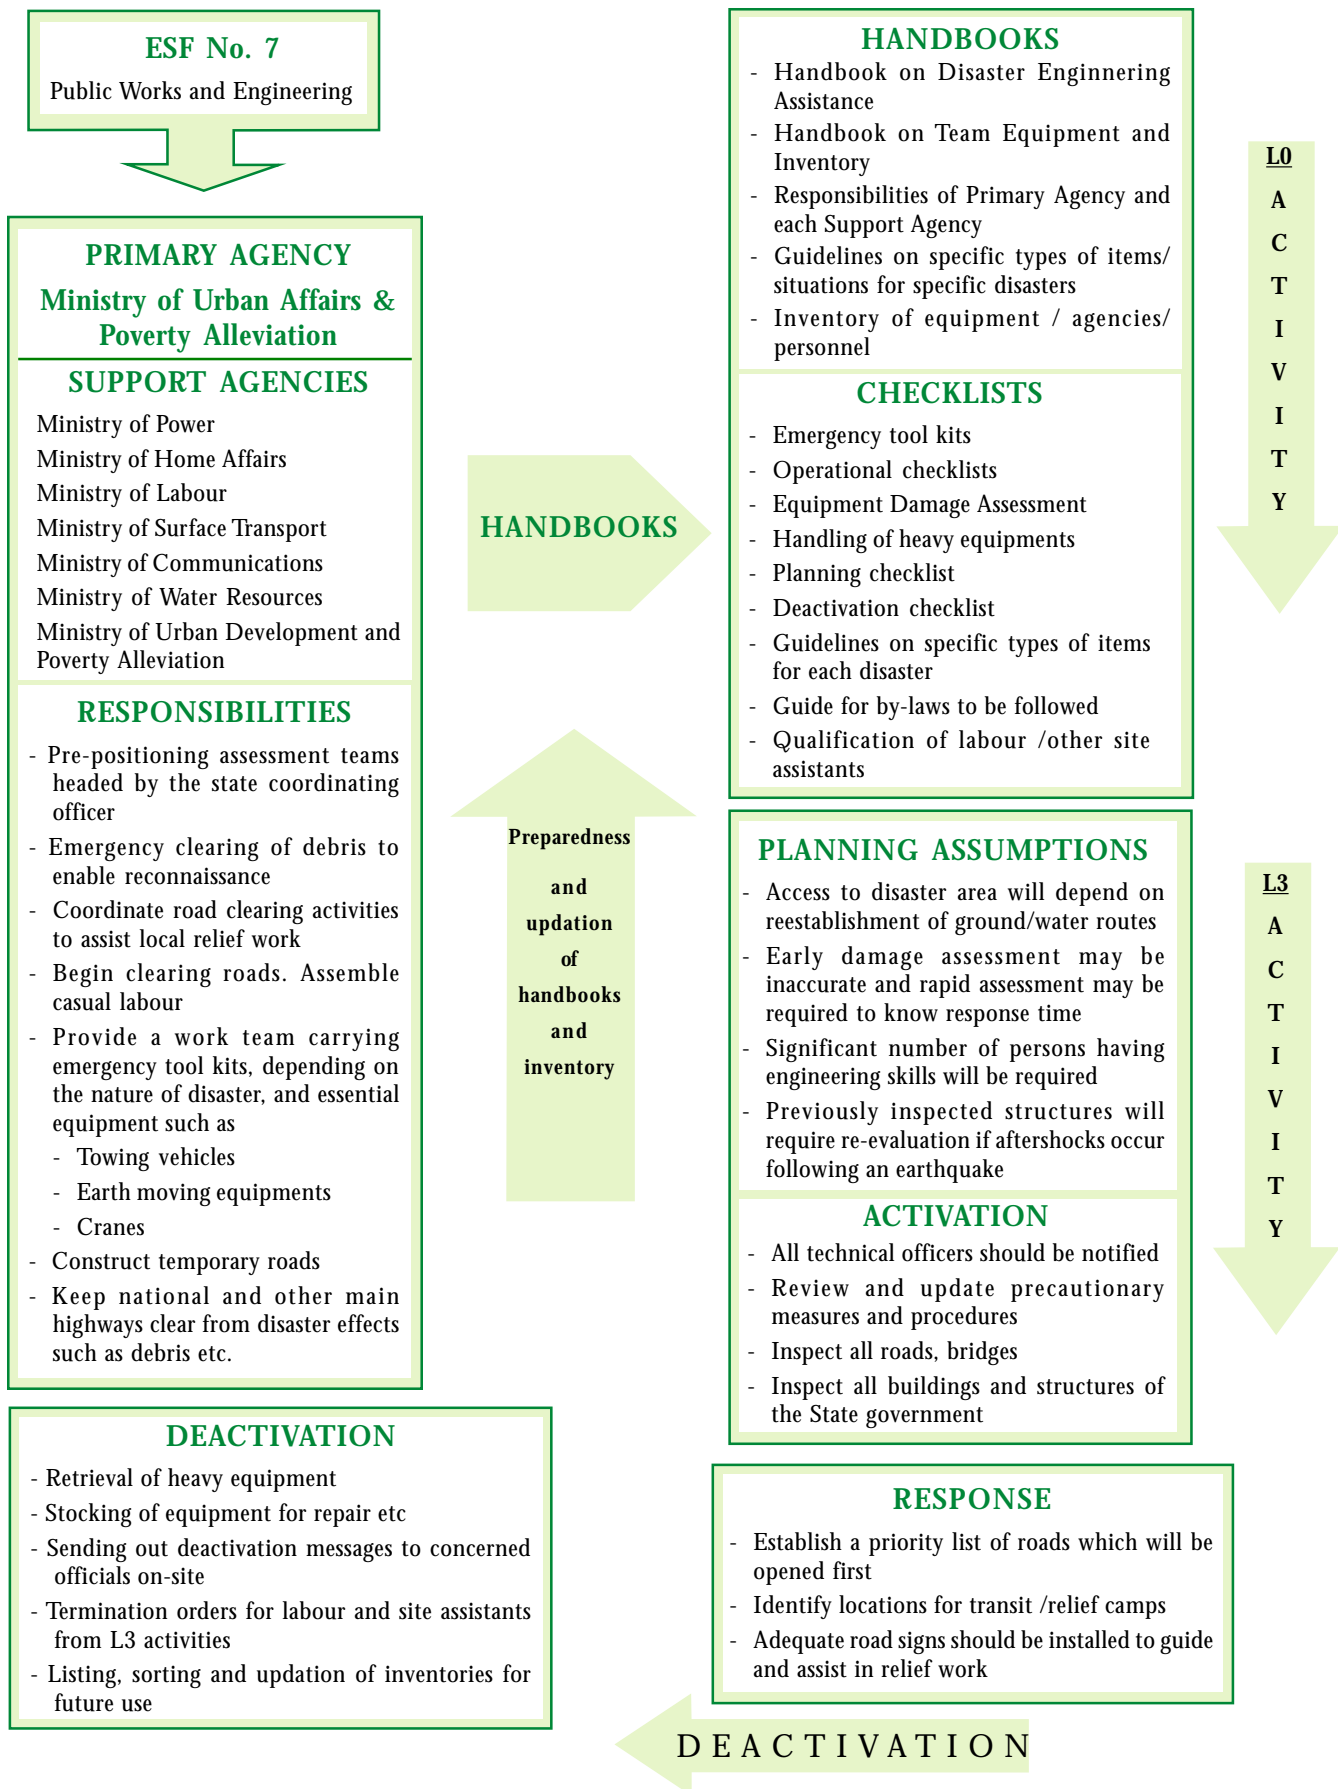 ESF No. 7
Public Works and Engineering
PRIMARY AGENCY
Ministry of Urban Affairs &
Poverty Alleviation
SUPPORT AGENCIES
Ministry of Power
Ministry of Home Affairs
Ministry of Labour
Ministry of Surface Transport
Ministry of Communications
Ministry of Water Resources
Ministry of Urban Development and
Poverty Alleviation
RESPONSIBILITIES
- Pre-positioning assessment teams
headed by the state coordinating
officer
- Emergency clearing of debris to
enable reconnaissance
- Coordinate road clearing activities
to assist local relief work
- Begin clearing roads. Assemble
casual labour
- Provide a work team carrying
emergency tool kits, depending on
the nature of disaster, and essential
equipment such as
- Towing vehicles
- Earth moving equipments
- Cranes
- Construct temporary roads
- Keep national and other main
highways clear from disaster effects
such as debris etc.
HANDBOOKS
Preparedness
and
updation
of
handbooks
and
inventory
HANDBOOKS
- Handbook on Disaster Enginnering
Assistance
- Handbook on Team Equipment and
Inventory
- Responsibilities of Primary Agency and
each Support Agency
- Guidelines on specific types of items/
situations for specific disasters
- Inventory of equipment / agencies/
personnel
CHECKLISTS
- Emergency tool kits
- Operational checklists
- Equipment Damage Assessment
- Handling of heavy equipments
- Planning checklist
- Deactivation checklist
- Guidelines on specific types of items
for each disaster
- Guide for by-laws to be followed
- Qualification of labour /other site
assistants
L0
A
C
T
I
V
I
T
Y
PLANNING ASSUMPTIONS
- Access to disaster area will depend on
reestablishment of ground/water routes
- Early damage assessment may be
inaccurate and rapid assessment may be
required to know response time
- Significant number of persons having
engineering skills will be required
- Previously inspected structures will
require re-evaluation if aftershocks occur
following an earthquake
ACTIVATION
- All technical officers should be notified
- Review and update precautionary
measures and procedures
- Inspect all roads, bridges
- Inspect all buildings and structures of
the State government
L3
A
C
T
I
V
I
T
Y
RESPONSE
- Establish a priority list of roads which will be
opened first
- Identify locations for transit /relief camps
- Adequate road signs should be installed to guide
and assist in relief work
DEACTIVATION
DEACTIVATION
- Retrieval of heavy equipment
- Stocking of equipment for repair etc
- Sending out deactivation messages to concerned
officials on-site
- Termination orders for labour and site assistants
from L3 activities
- Listing, sorting and updation of inventories for
future use